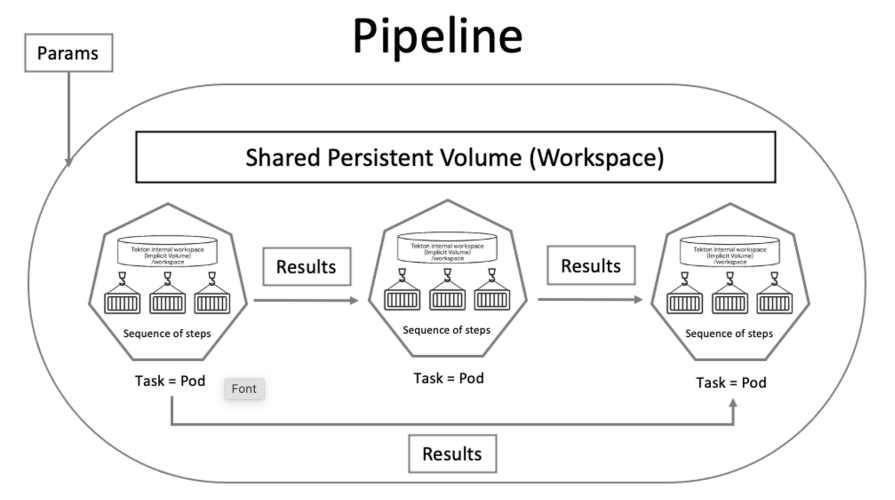 Pipeline
Params
Shared Persistent Volume (Workspace)
Tekton internal workspace
(Implicit Volume)
/workspace
Sequence of steps
Task = Pod
Results
Tekton internal workspace
(Implicit Volume)
/workspace
Sequence of steps
Task = Pod
Results
Tekton internal workspace
(Implicit Volume)
/workspace
Sequence of steps
Task = Pod
Font
Results